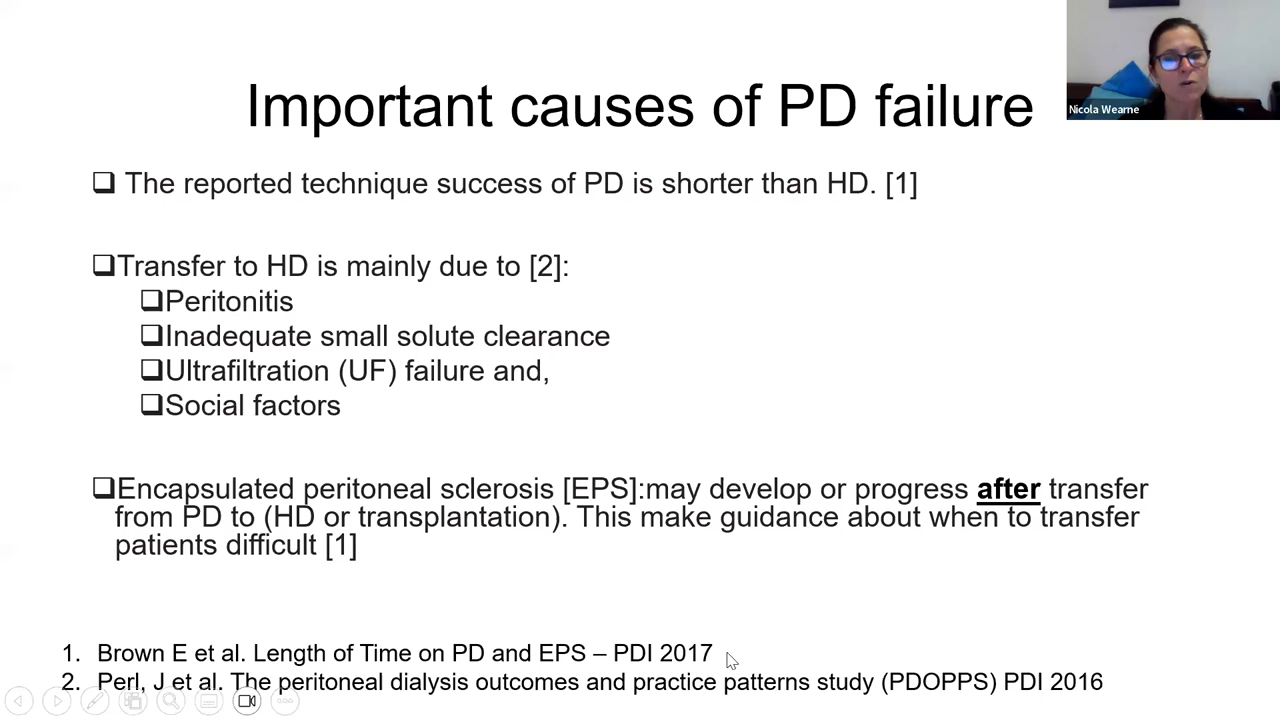 Important causes of PD failure
Nicola Wearne
The reported technique success of PD is shorter than HD. [1]
Transfer to HD is mainly due to [2]:
Peritonitis
Inadequate small solute clearance
Ultrafiltration (UF) failure and,
Social factors
Encapsulated peritoneal sclerosis [EPS]:may develop or progress after transfer
from PD to (HD or transplantation). This make guidance about when to transfer
patients difficult [1]
1. Brown E et al. Length of Time on PD and EPS – PDI 2017
2. Perl, J et al. The peritoneal dialysis outcomes and practice patterns study (PDOPPS) PDI 2016